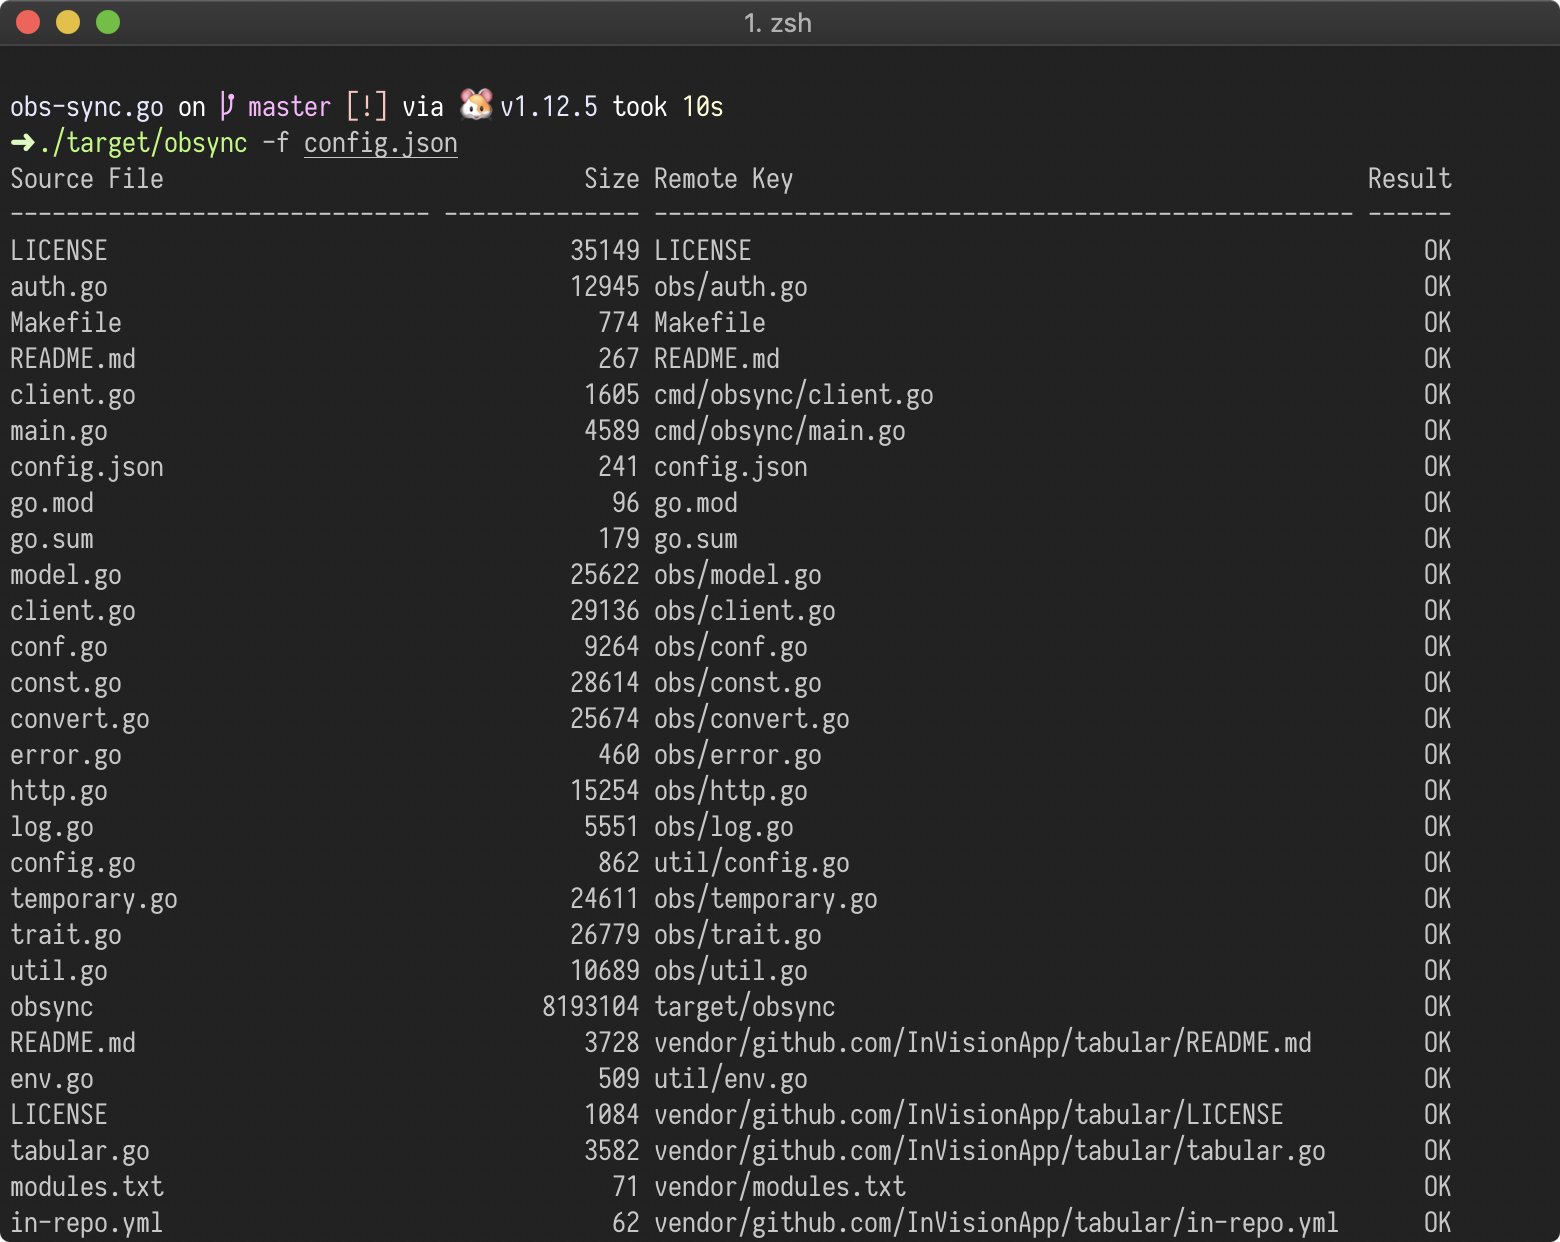 1. zsh
obs-sync.go on master [!] via 🐹 v1.12.5 took 10s
➜ ./target/obsync -f config.json
Source File Size Remote Key Result
------------------------------ -------------- -------------------------------------------------- ------
LICENSE 35149 LICENSE OK
auth.go 12945 obs/auth.go OK
Makefile 774 Makefile OK
README.md 267 README.md OK
client.go 1605 cmd/obsync/client.go OK
main.go 4589 cmd/obsync/main.go OK
config.json 241 config.json OK
go.mod 96 go.mod OK
go.sum 179 go.sum OK
model.go 25622 obs/model.go OK
client.go 29136 obs/client.go OK
conf.go 9264 obs/conf.go OK
const.go 28614 obs/const.go OK
convert.go 25674 obs/convert.go OK
error.go 460 obs/error.go OK
http.go 15254 obs/http.go OK
log.go 5551 obs/log.go OK
config.go 862 util/config.go OK
temporary.go 24611 obs/temporary.go OK
trait.go 26779 obs/trait.go OK
util.go 10689 obs/util.go OK
obsync 8193104 target/obsync OK
README.md 3728 vendor/github.com/InVisionApp/tabular/README.md OK
env.go 509 util/env.go OK
LICENSE 1084 vendor/github.com/InVisionApp/tabular/LICENSE OK
tabular.go 3582 vendor/github.com/InVisionApp/tabular/tabular.go OK
modules.txt 71 vendor/modules.txt OK
in-repo.yml 62 vendor/github.com/InVisionApp/tabular/in-repo.yml OK